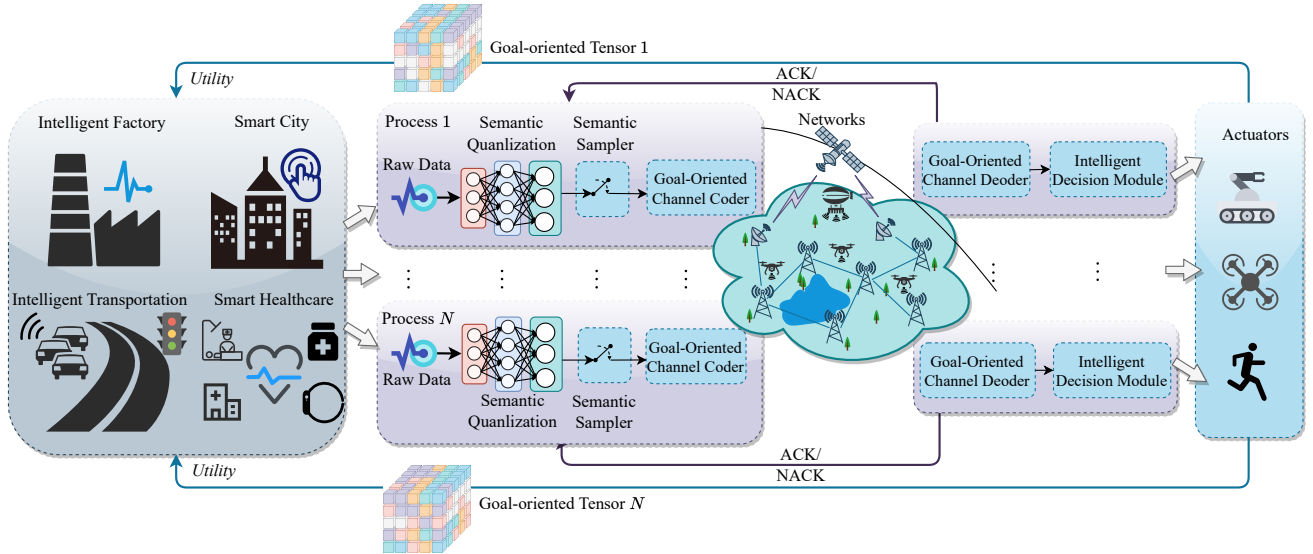 Goal-oriented Tensor 1
Utility
ACK/
NACK
Intelligent Factory
Smart City
Intelligent Transportation
Smart Healthcare
Process 1
Raw Data
Semantic
Quanlization
Semantic
Sampler
Goal-Oriented
Channel Coder
Networks
Goal-Oriented
Channel Deoder
Intelligent
Decision Module
Actuators
Process N
Raw Data
Semantic
Quanlization
Semantic
Sampler
Goal-Oriented
Channel Coder
Goal-Oriented
Channel Deoder
Intelligent
Decision Module
ACK/
NACK
Utility
Goal-oriented Tensor N